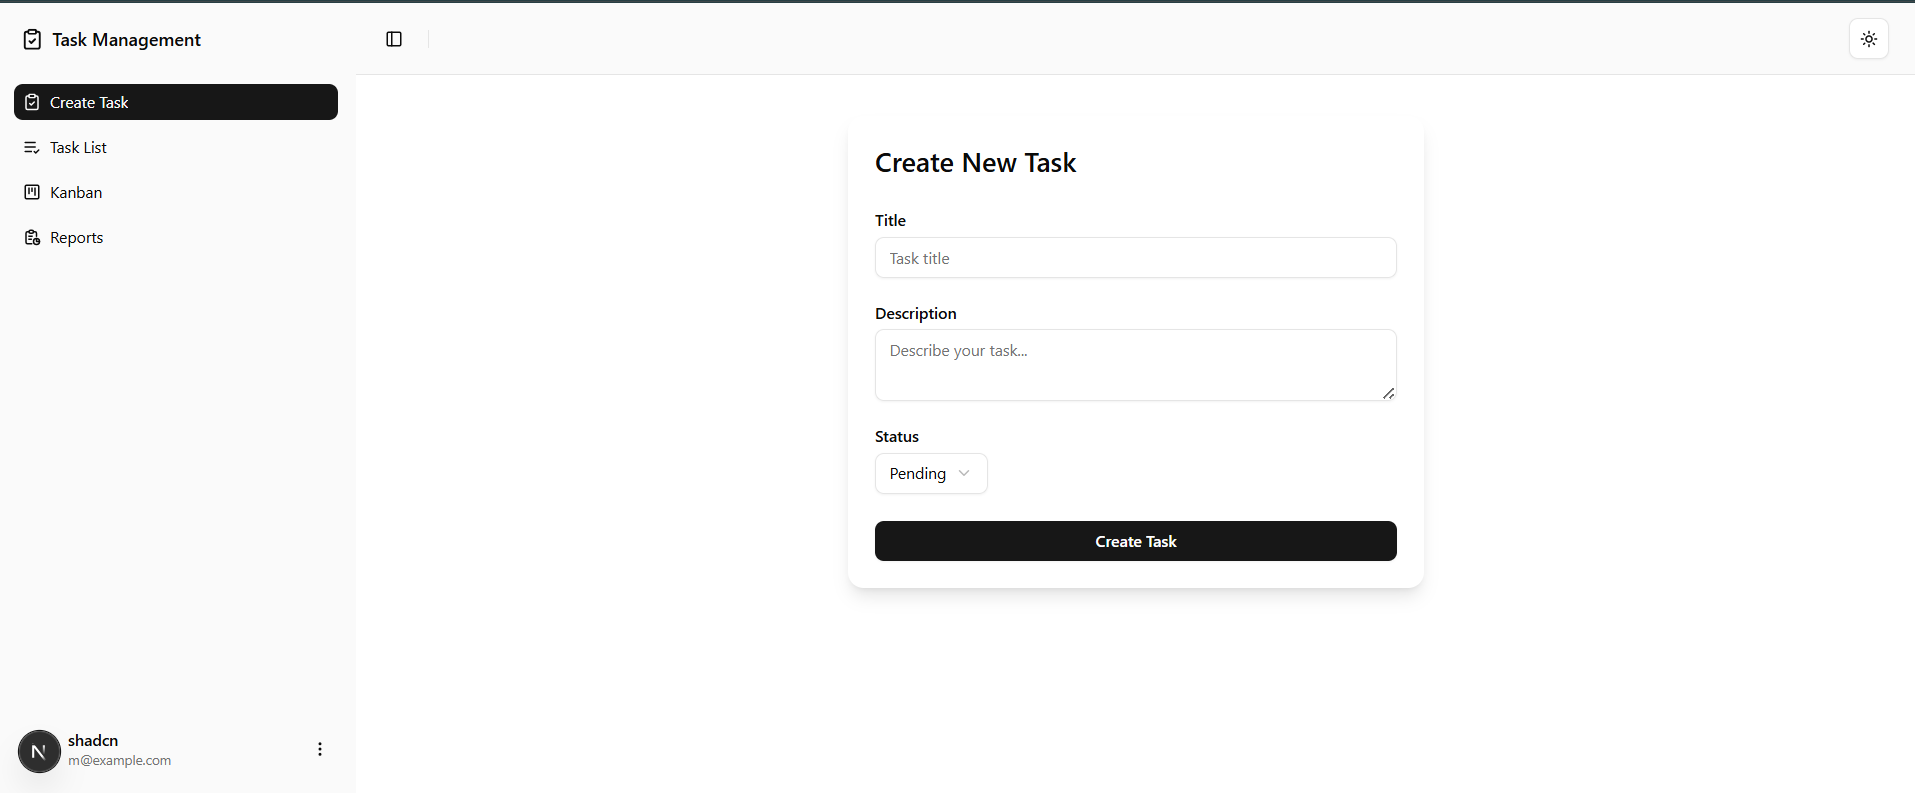 Task Management
Create Task
Task List
Kanban
Reports
Create New Task
Title
Task title
Description
Describe your task...
Status
Pending
Create Task
N
shadcn
m@example.com